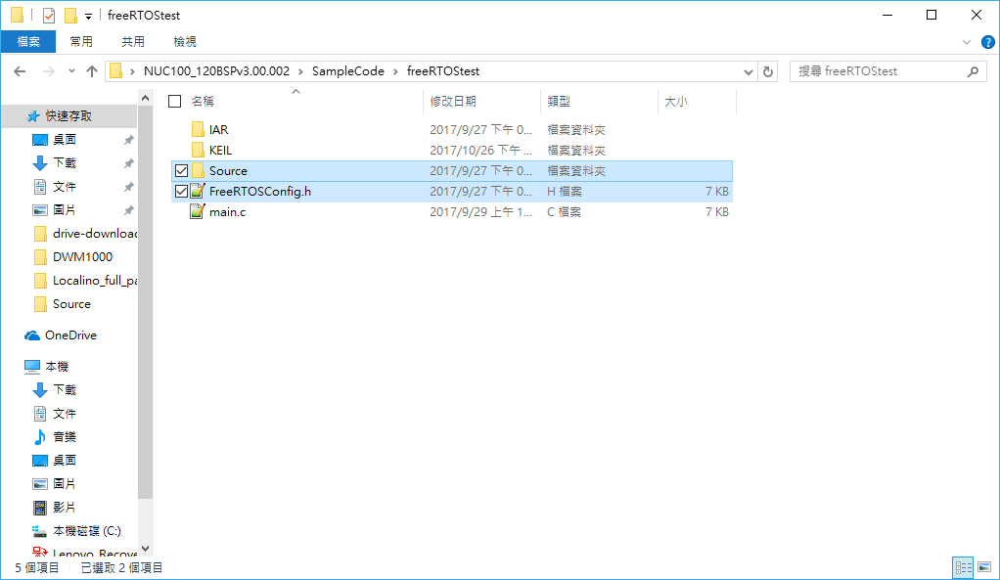 freeRTOStest
檔案 常用 共用 檢視
NUC100_120BSPv3.00.002 › SampleCode › freeRTOStest 搜尋 freeRTOStest
快速存取
桌面
下載
文件
圖片
drive-downloac
DWM1000
Localino_full_pa
Source
OneDrive
本機
下載
文件
音樂
桌面
圖片
影片
本機磁碟 (C:)
Lenovo_Recove
名稱 修改日期 類型 大小
IAR 2017/9/27 下午 0... 檔案資料夾
KEIL 2017/10/26 下午 ... 檔案資料夾
Source 2017/9/27 下午 0... 檔案資料夾
FreeRTOSConfig.h 2017/9/27 下午 0... H 檔案 7 KB
main.c 2017/9/29 上午 1... C 檔案 7 KB
5 個項目 已選取 2 個項目